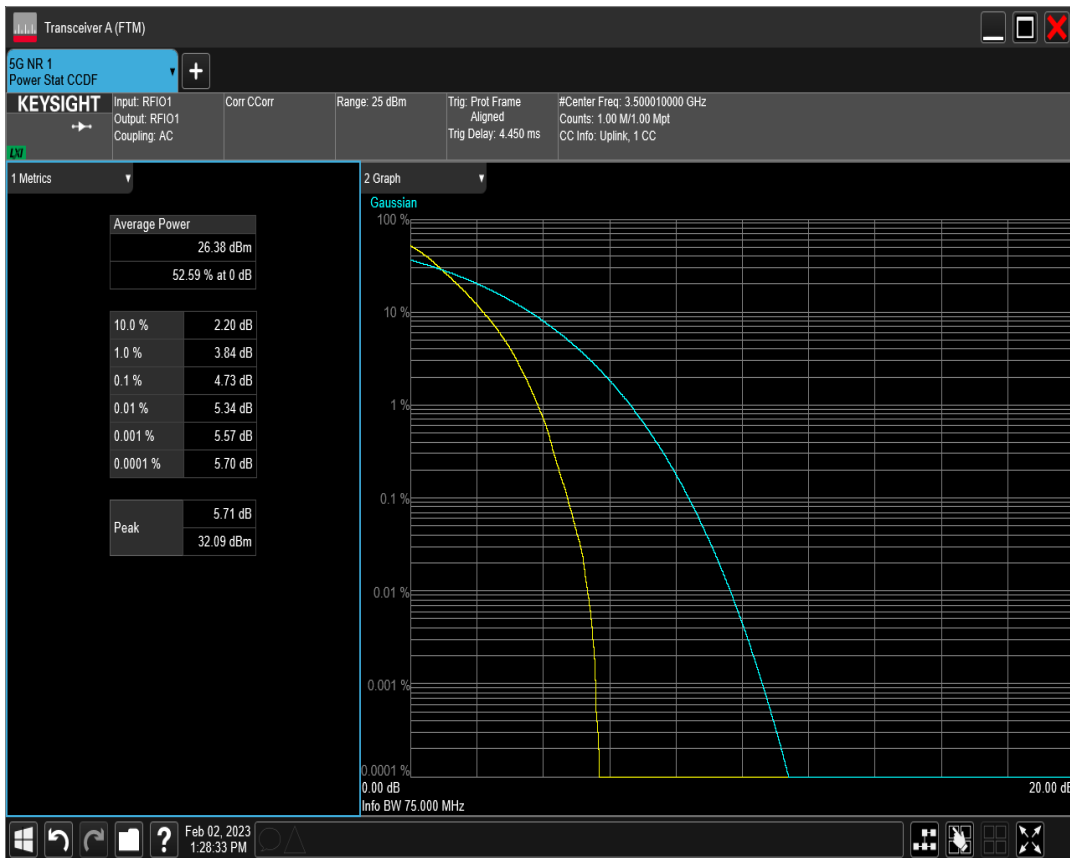 Transceiver A (FTM)
5G NR 1
Power Stat CCDF
+
KEYSIGHT
LXI
Input: RFIO1
Output: RFIO1
Coupling: AC
Corr CCorr
Range: 25 dBm
Trig: Prot Frame
Aligned
Trig Delay: 4.450 ms
#Center Freq: 3.500010000 GHz
Counts: 1.00 M/1.00 Mpt
CC Info: Uplink, 1 CC
1 Metrics
Average Power
26.38 dBm
52.59 % at 0 dB
10.0 % 2.20 dB
1.0 % 3.84 dB
0.1 % 4.73 dB
0.01 % 5.34 dB
0.001 % 5.57 dB
0.0001 % 5.70 dB
Peak
5.71 dB
32.09 dBm
2 Graph
Gaussian
100 %
10 %
1 %
0.1 %
0.01 %
0.001 %
0.0001 %
0.00 dB
20.00 dB
Info BW 75.000 MHz
?
Feb 02, 2023
1:28:33 PM